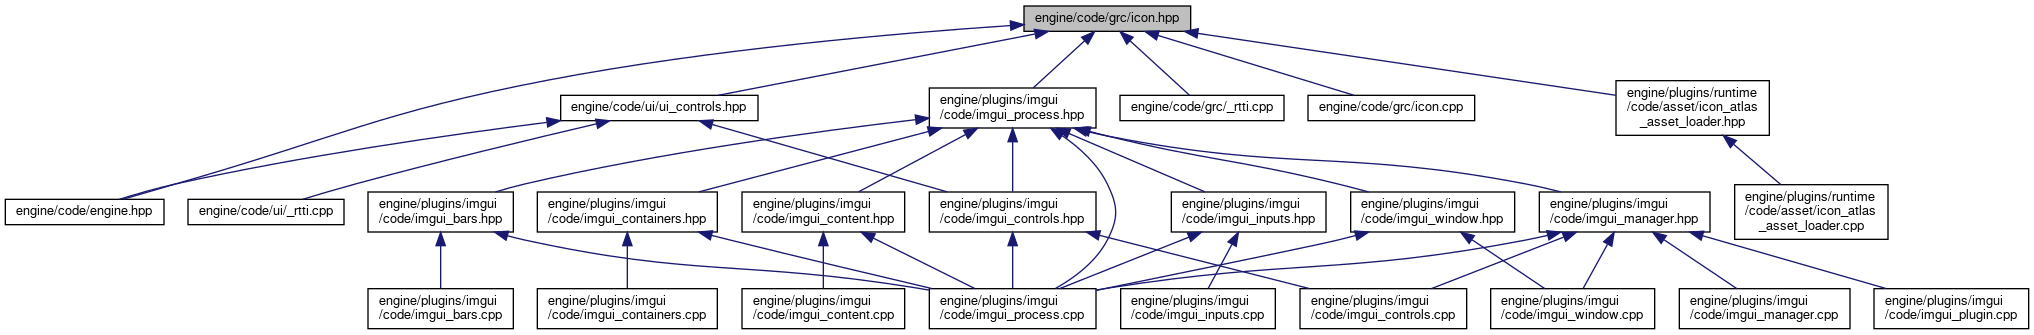 engine/code/grc/icon.hpp
engine/code/ui/ui_controls.hpp
engine/plugins/imgui
/code/imgui_process.hpp
engine/code/grc/_rtti.cpp
engine/code/grc/icon.cpp
engine/plugins/runtime
/code/asset/icon_atlas
_asset_loader.hpp
engine/code/engine.hpp
engine/code/ui/_rtti.cpp
engine/plugins/imgui
/code/imgui_bars.hpp
engine/plugins/imgui
/code/imgui_containers.hpp
engine/plugins/imgui
/code/imgui_content.hpp
engine/plugins/imgui
/code/imgui_controls.hpp
engine/plugins/imgui
/code/imgui_inputs.hpp
engine/plugins/imgui
/code/imgui_window.hpp
engine/plugins/imgui
/code/imgui_manager.hpp
engine/plugins/runtime
/code/asset/icon_atlas
_asset_loader.cpp
engine/plugins/imgui
/code/imgui_bars.cpp
engine/plugins/imgui
/code/imgui_containers.cpp
engine/plugins/imgui
/code/imgui_content.cpp
engine/plugins/imgui
/code/imgui_process.cpp
engine/plugins/imgui
/code/imgui_inputs.cpp
engine/plugins/imgui
/code/imgui_controls.cpp
engine/plugins/imgui
/code/imgui_window.cpp
engine/plugins/imgui
/code/imgui_manager.cpp
engine/plugins/imgui
/code/imgui_plugin.cpp